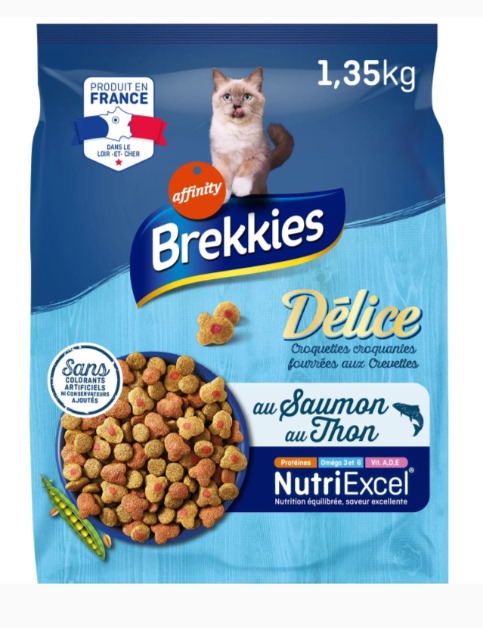 1,35kg
PRODUIT EN
FRANCE
DANS LE
LOIR-ET-CHER
affinity
Brekkies
Délice
Croquettes croquantes
fourrées aux Crevettes
Sans
COLORANTS
ARTIFICIELS
NI CONSERVATEURS
AJOUTÉS
au Saumon
au Thon
Protéines Oméga 3 et 6 Vit. A,D,E
NutriExcel®
Nutrition équilibrée, saveur excellente